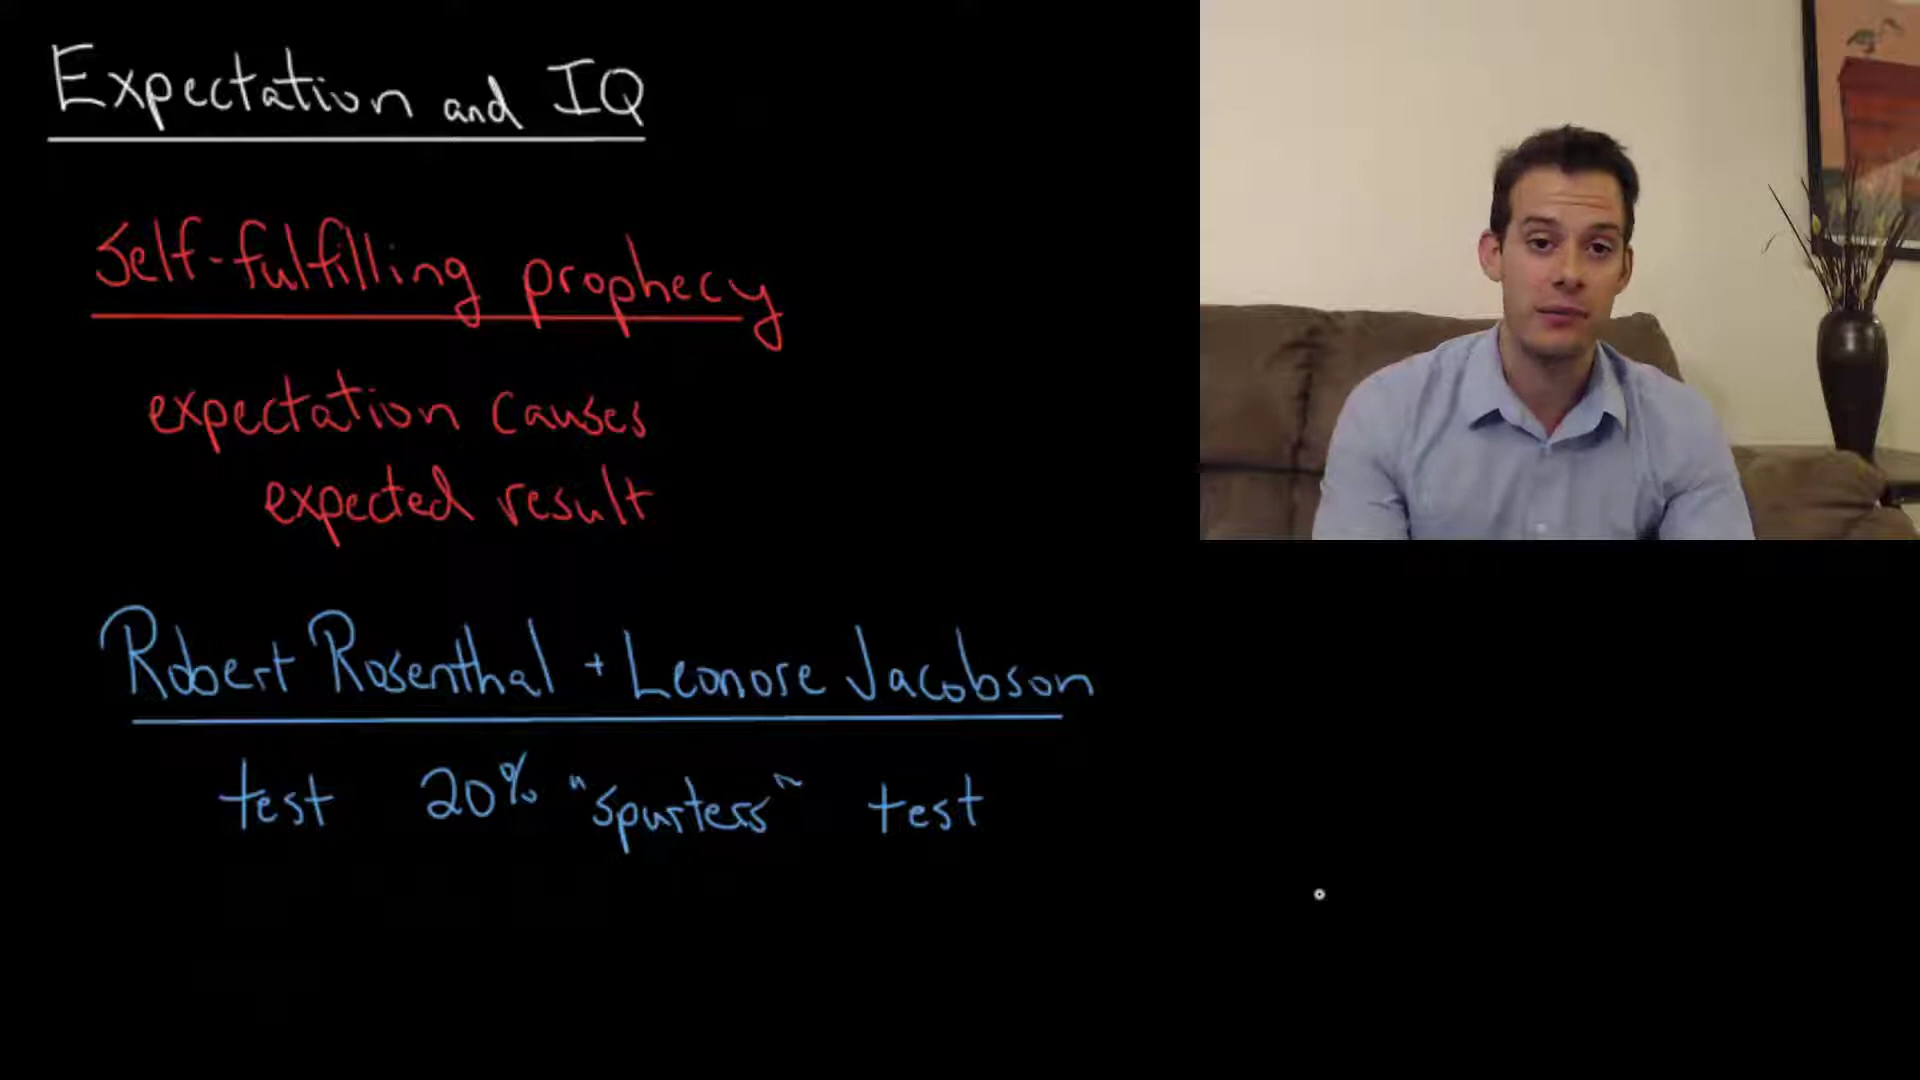 Expectation and IQ
Self-fulfilling prophecy
expectation causes
expected result
Robert Rosenthal + Leonore Jacobson
test 20% "spurters" test